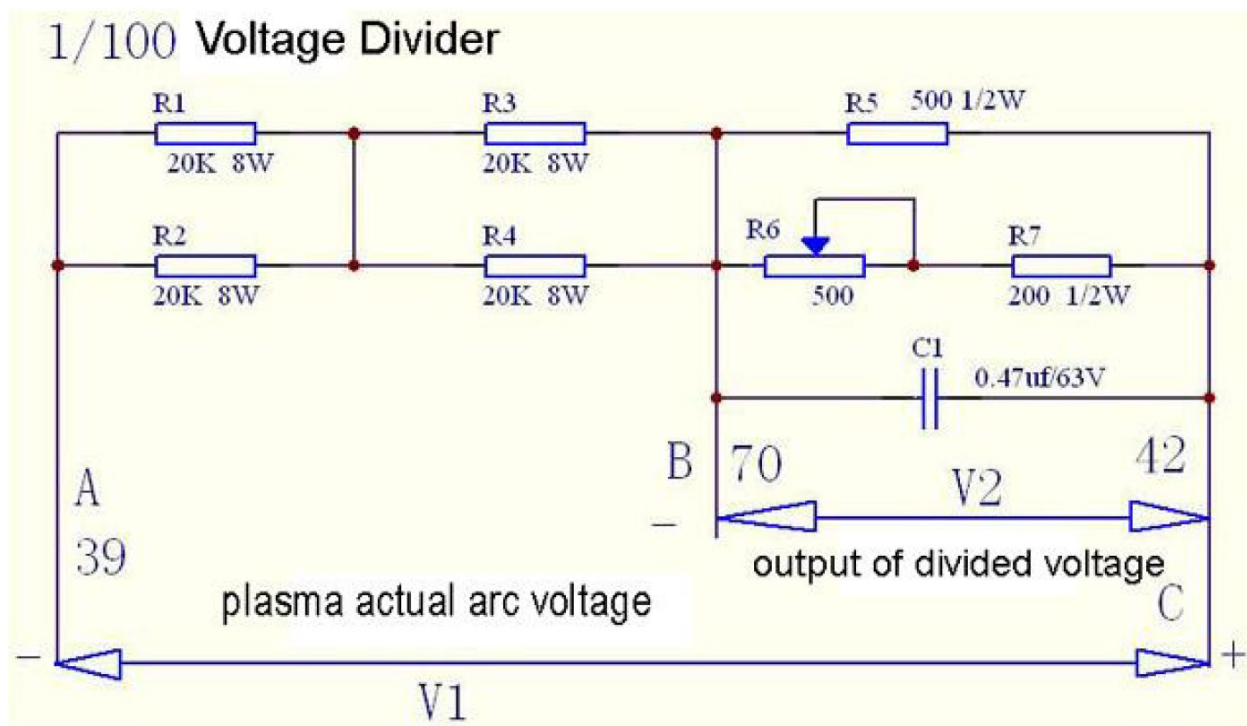 1/100 Voltage Divider
R1
R3
R5 500 1/2W
20K 8W
20K 8W
R2
R4
R6
R7
20K 8W
20K 8W
500
200 1/2W
C1
0.47uf/63V
A
B
70
42
V2
39
-
output of divided voltage
plasma actual arc voltage
C
-
+
V1